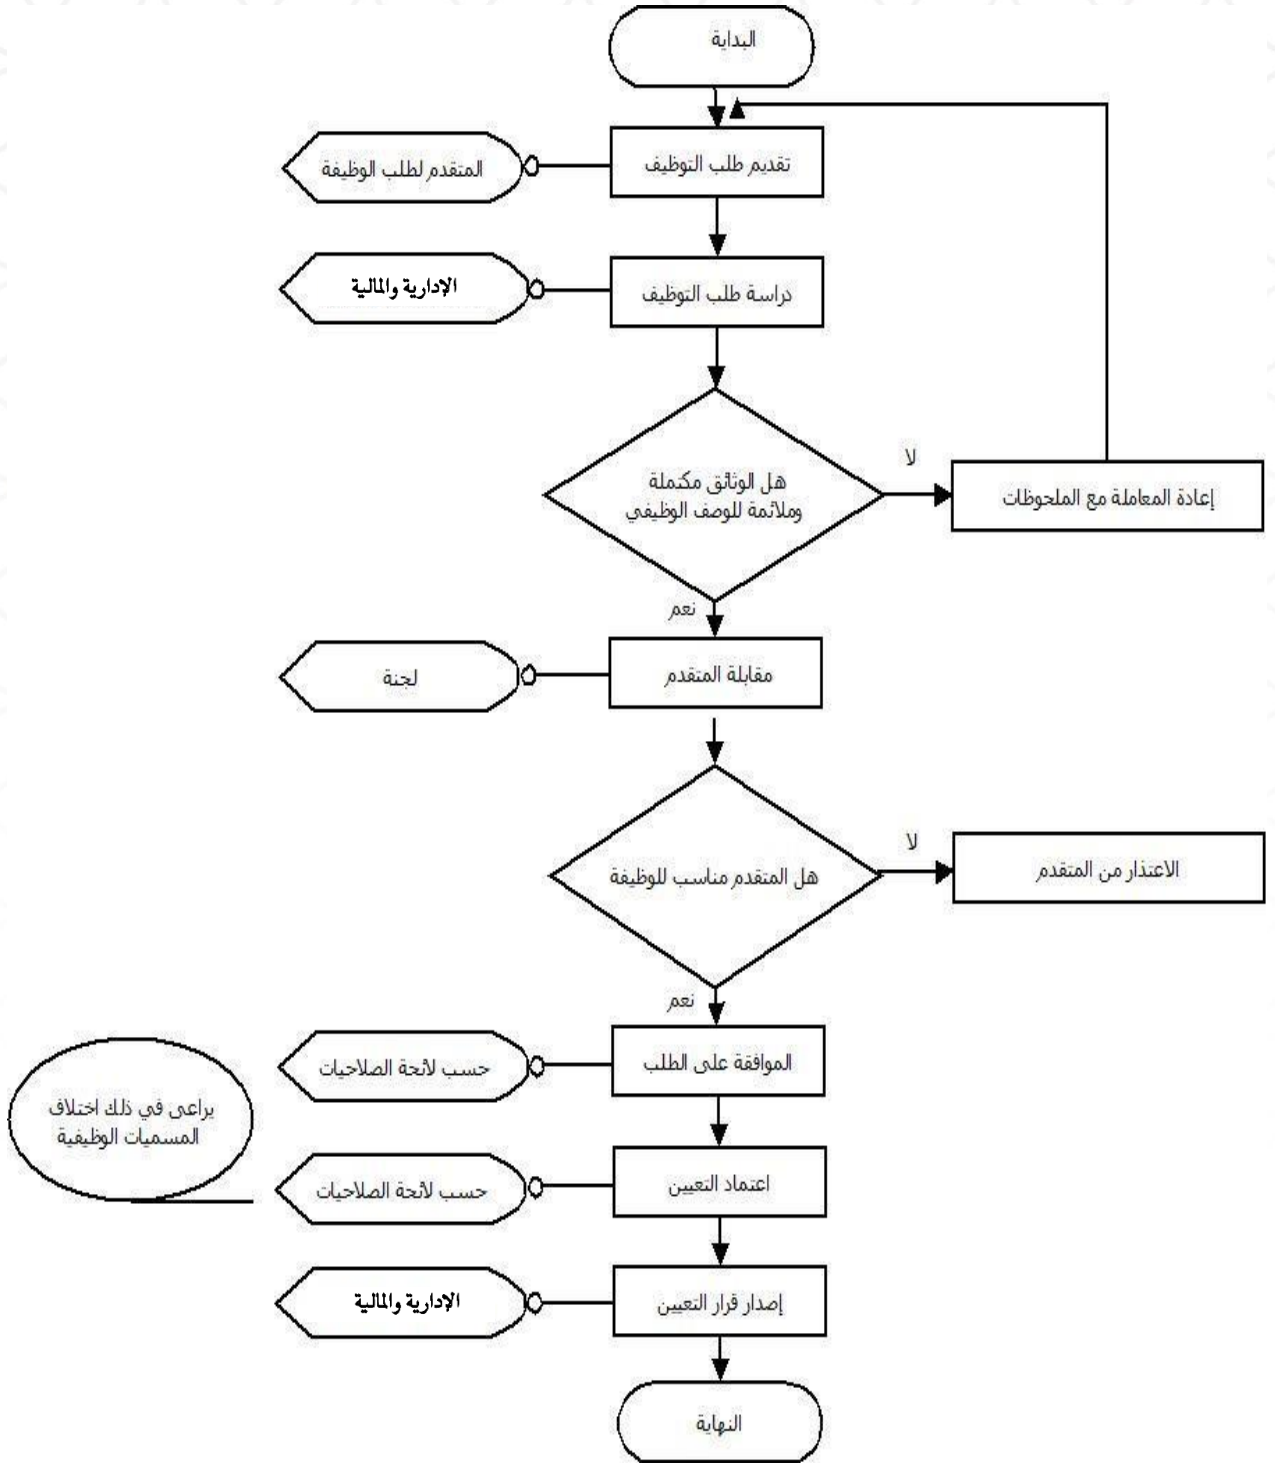 البداية
تقديم طلب التوظيف
المتقدم لطلب الوظيفة
دراسة طلب التوظيف
الإدارية والمالية
هل الوثائق مكتملة
وملائمة للوصف الوظيفي
لا
إعادة المعاملة مع الملحوظات
نعم
مقابلة المتقدم
لجنة
هل المتقدم مناسب للوظيفة
لا
الاعتذار من المتقدم
نعم
الموافقة على الطلب
حسب لائحة الصلاحيات
يراعى في ذلك اختلاف
المسميات الوظيفية
اعتماد التعيين
حسب لائحة الصلاحيات
إصدار قرار التعيين
الإدارية والمالية
النهاية